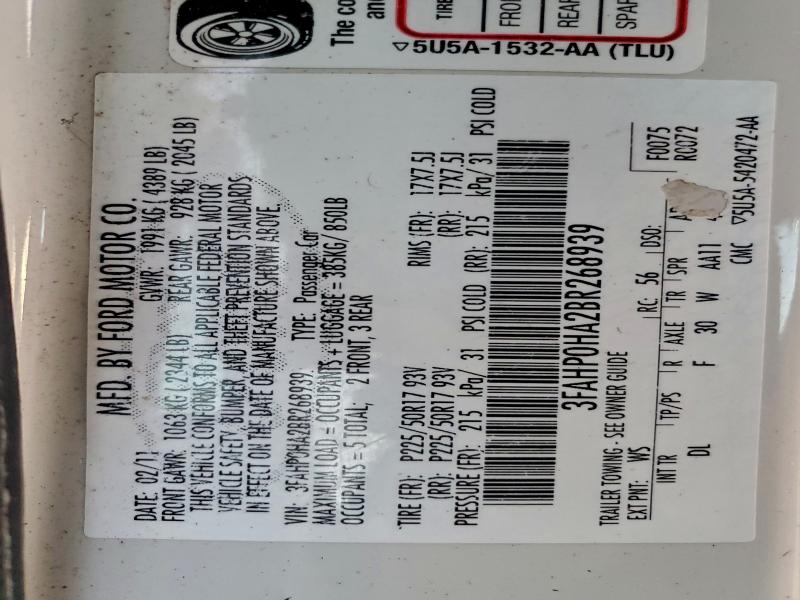 The co
and
TIRE
FRO
REAR
SPAR
▽5U5A-1532-AA (TLU)
MFD. BY FORD MOTOR CO.
DATE: 02/11 GVWR: 1991 KG ( 4389 LB)
FRONT GAWR: 1063 KG ( 2344 LB) REAR GAWR: 928 KG ( 2045 LB)
THIS VEHICLE CONFORMS TO ALL APPLICABLE FEDERAL MOTOR
VEHICLE SAFETY, BUMPER, AND THEFT PREVENTION STANDARDS
IN EFFECT ON THE DATE OF MANUFACTURE SHOWN ABOVE.
VIN: 3FAHP0HA2BR268939 TYPE: Passenger Car
MAXIMUM LOAD = OCCUPANTS + LUGGAGE = 385KG/ 850LB
OCCUPANTS = 5 TOTAL, 2 FRONT, 3 REAR
TIRE (FR): P225/50R17 93V RIMS (FR): 17X7.5J
(RR): P225/50R17 93V (RR): 17X7.5J
PRESSURE (FR): 215 kPa/ 31 PSI COLD (RR): 215 kPa/ 31 PSI COLD
3FAHP0HA2BR268939
TRAILER TOWING - SEE OWNER GUIDE
F0075
R0072
EXT PNT: WS RC: 56 DSO:
INT TR TP/PS R AXLE TR SPR
DL F 30 W AA11
CMC ▽5U5A-5420472-AA